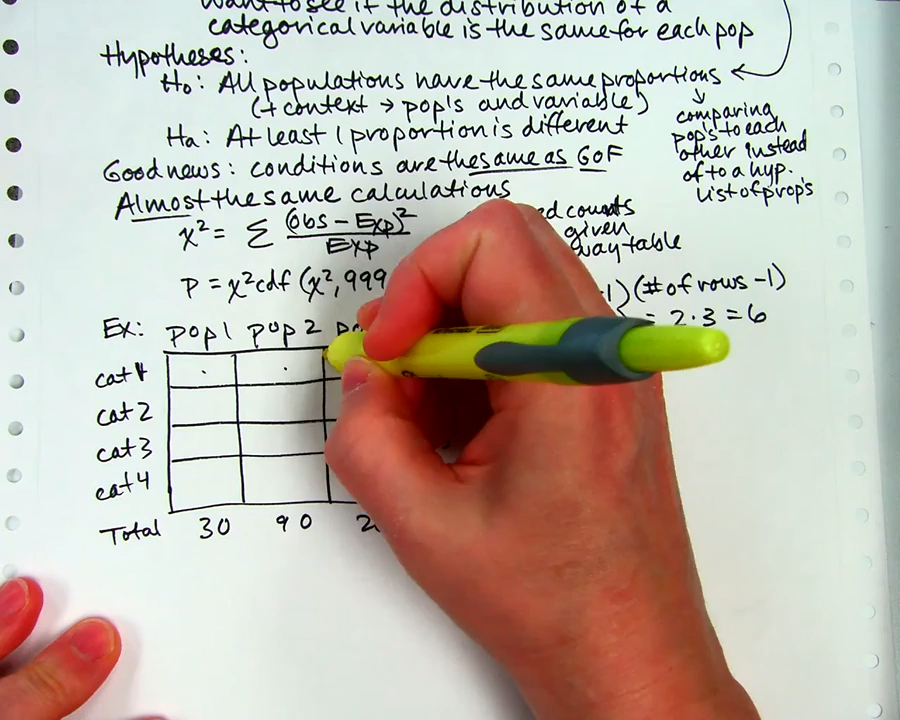 want to see if the distribution of a
categorical variable is the same for each pop
Hypotheses:
Ho: All populations have the same proportions
(+ context → pop's and variable)
Ha: At least 1 proportion is different
comparing
pop's to each
other instead
of to a hyp.
list of prop's
Good news: conditions are the same as GoF
Almost the same calculations
χ² = Σ (Obs - Exp)² / Exp
counts
given
way table
P = χ²cdf (χ², 999
-1) (# of rows -1)
= 2·3 = 6
Ex: pop 1 pop 2
cat 1
cat 2
cat 3
cat 4
Total 30 90